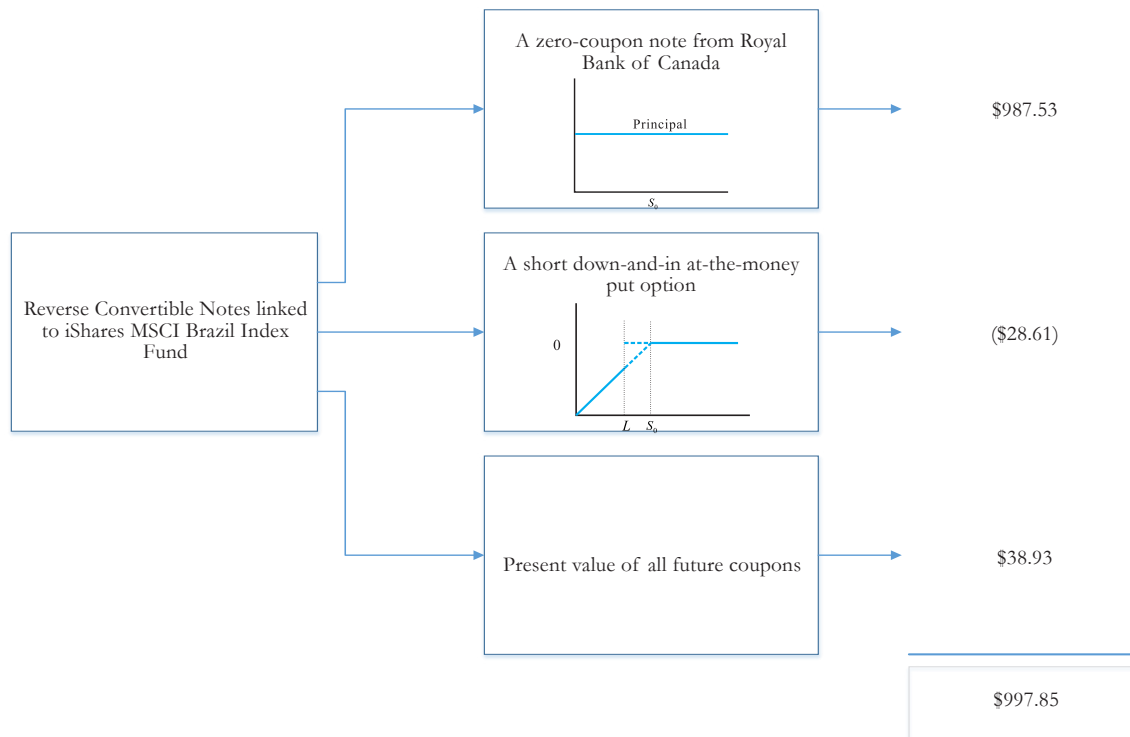 Reverse Convertible Notes linked
to iShares MSCI Brazil Index
Fund
A zero-coupon note from Royal
Bank of Canada
Principal
S₀
$987.53
A short down-and-in at-the-money
put option
0
L S₀
($28.61)
Present value of all future coupons
$38.93
$997.85